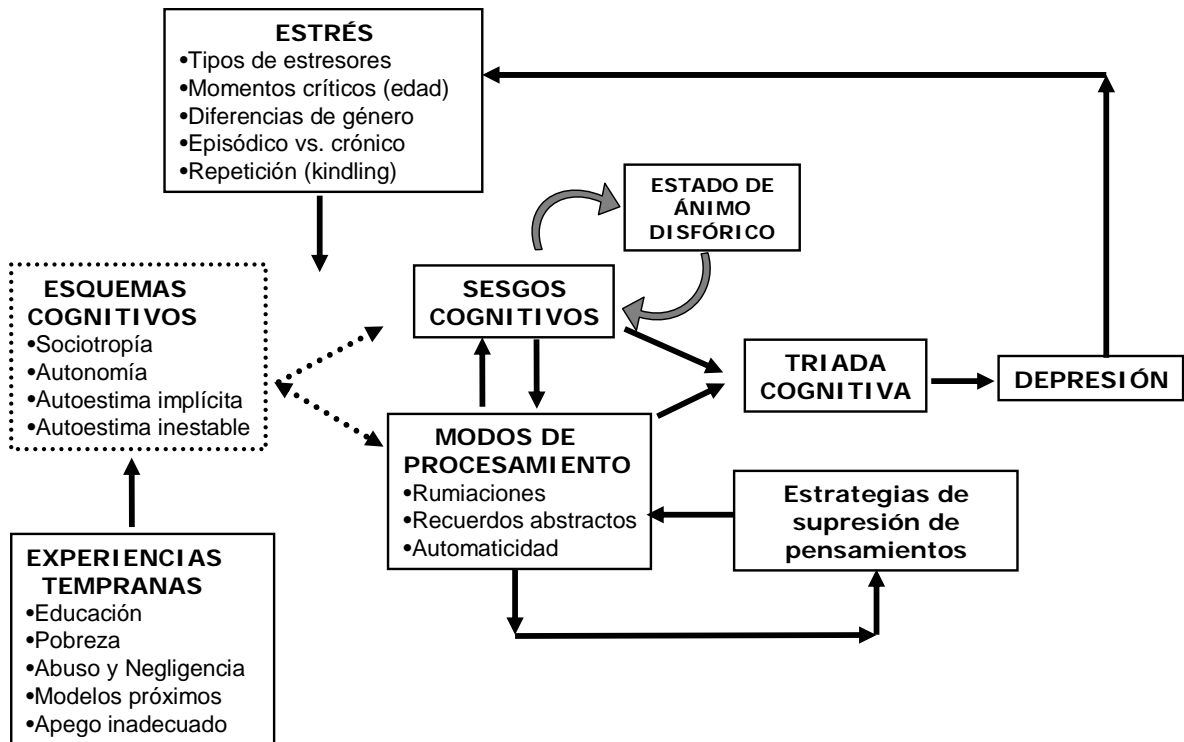 ESTRÉS
•Tipos de estresores
•Momentos críticos (edad)
•Diferencias de género
•Episódico vs. crónico
•Repetición (kindling)
ESTADO DE
ÁNIMO
DISFÓRICO
ESQUEMAS
COGNITIVOS
•Sociotropía
•Autonomía
•Autoestima implícita
•Autoestima inestable
SESGOS
COGNITIVOS
TRIADA
COGNITIVA
DEPRESIÓN
MODOS DE
PROCESAMIENTO
•Rumiaciones
•Recuerdos abstractos
•Automaticidad
Estrategias de
supresión de
pensamientos
EXPERIENCIAS
TEMPRANAS
•Educación
•Pobreza
•Abuso y Negligencia
•Modelos próximos
•Apego inadecuado